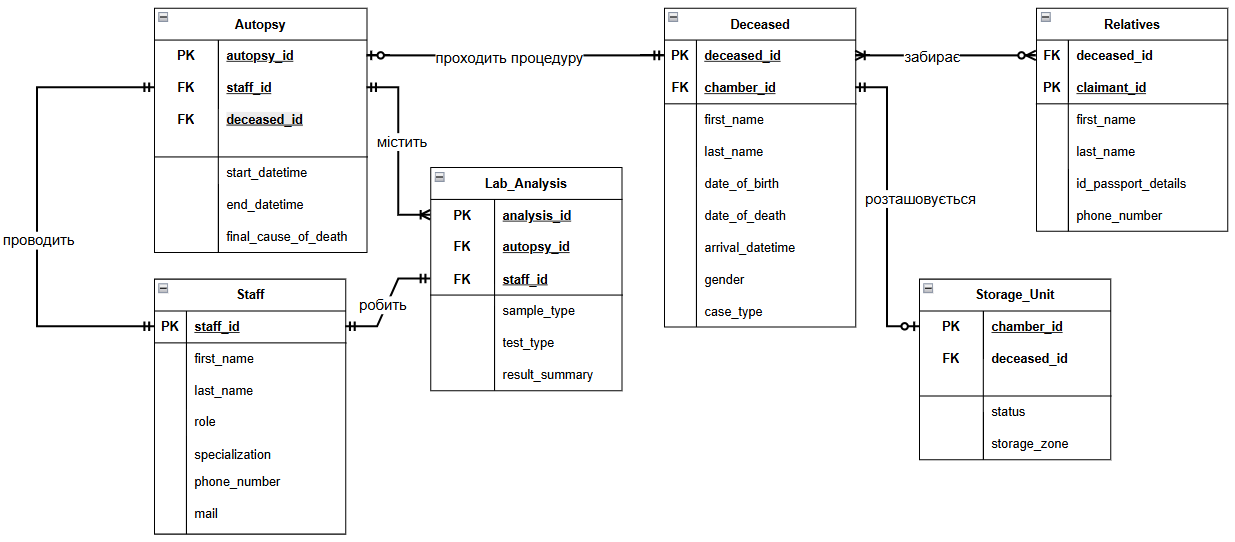 Autopsy
PK autopsy_id
FK staff_id
FK deceased_id
start_datetime
end_datetime
final_cause_of_death
проходить процедуру
Deceased
PK deceased_id
FK chamber_id
first_name
last_name
date_of_birth
date_of_death
arrival_datetime
gender
case_type
забирає
Relatives
FK deceased_id
PK claimant_id
first_name
last_name
id_passport_details
phone_number
містить
Lab_Analysis
PK analysis_id
FK autopsy_id
FK staff_id
sample_type
test_type
result_summary
розташовується
проводить
Staff
PK staff_id
first_name
last_name
role
specialization
phone_number
mail
робить
Storage_Unit
PK chamber_id
FK deceased_id
status
storage_zone